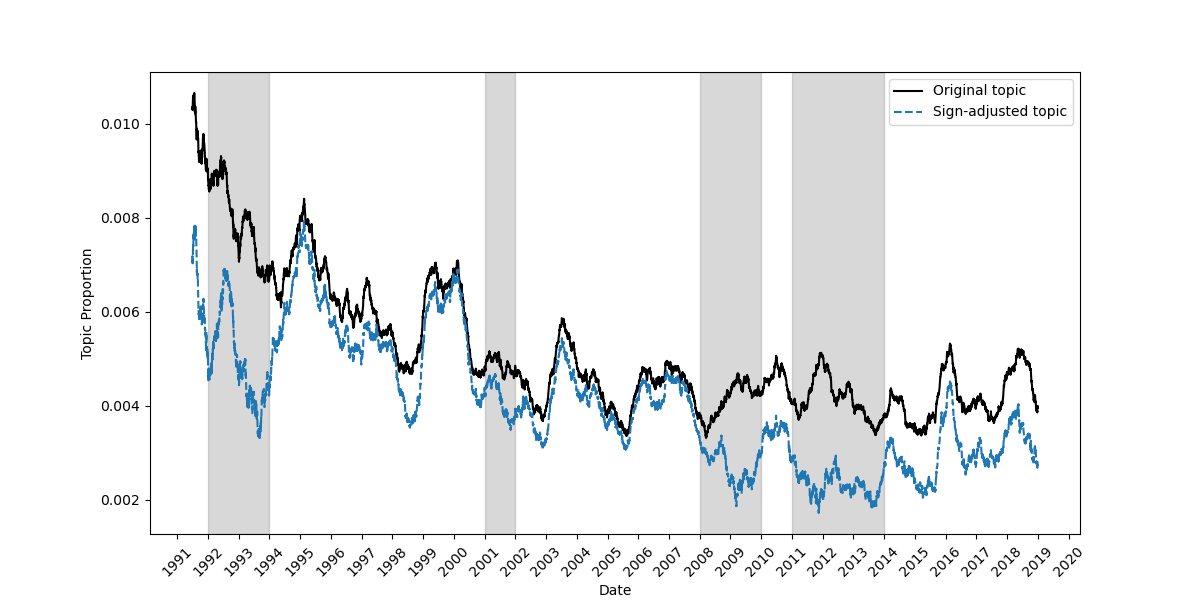 Original topic
Sign-adjusted topic
0.010
0.008
0.006
0.004
0.002
Topic Proportion
1991 1992 1993 1994 1995 1996 1997 1998 1999 2000 2001 2002 2003 2004 2005 2006 2007 2008 2009 2010 2011 2012 2013 2014 2015 2016 2017 2018 2019 2020
Date